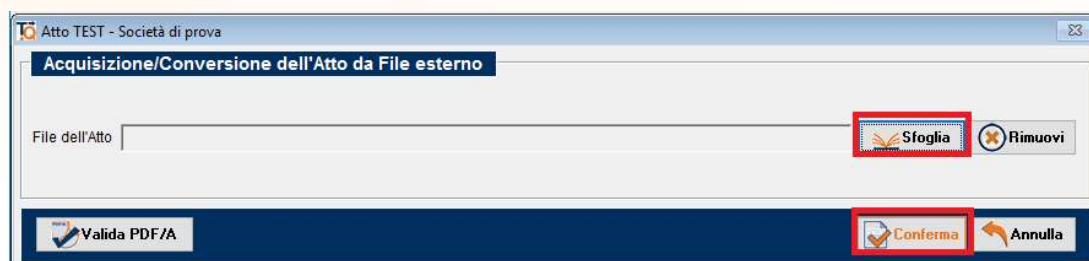 Atto TEST - Società di prova
Acquisizione/Conversione dell'Atto da File esterno
File dell'Atto Sfoglia Rimuovi
Valida PDF/A Conferma Annulla